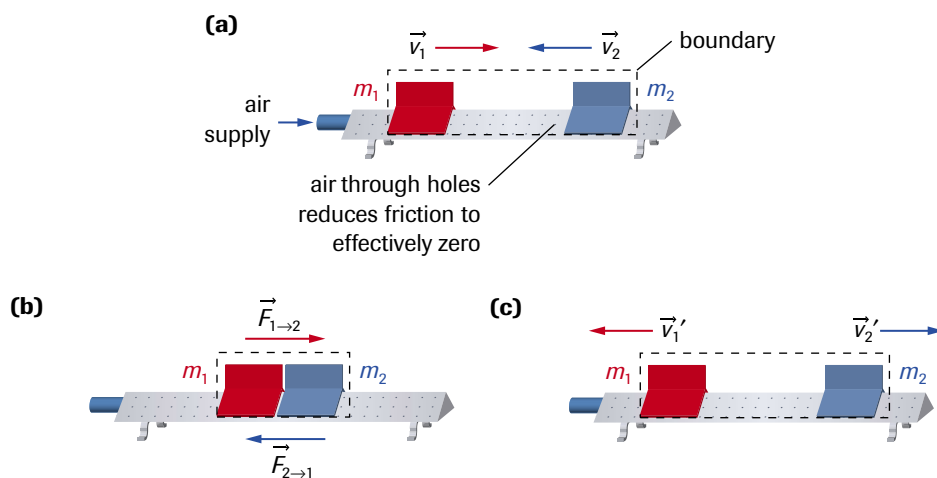 (a)
v⃗₁
v⃗₂
boundary
m₁
m₂
air
supply
air through holes
reduces friction to
effectively zero
(b)
F⃗₁→₂
m₁
m₂
F⃗₂→₁
(c)
v⃗₁′
v⃗₂′
m₁
m₂